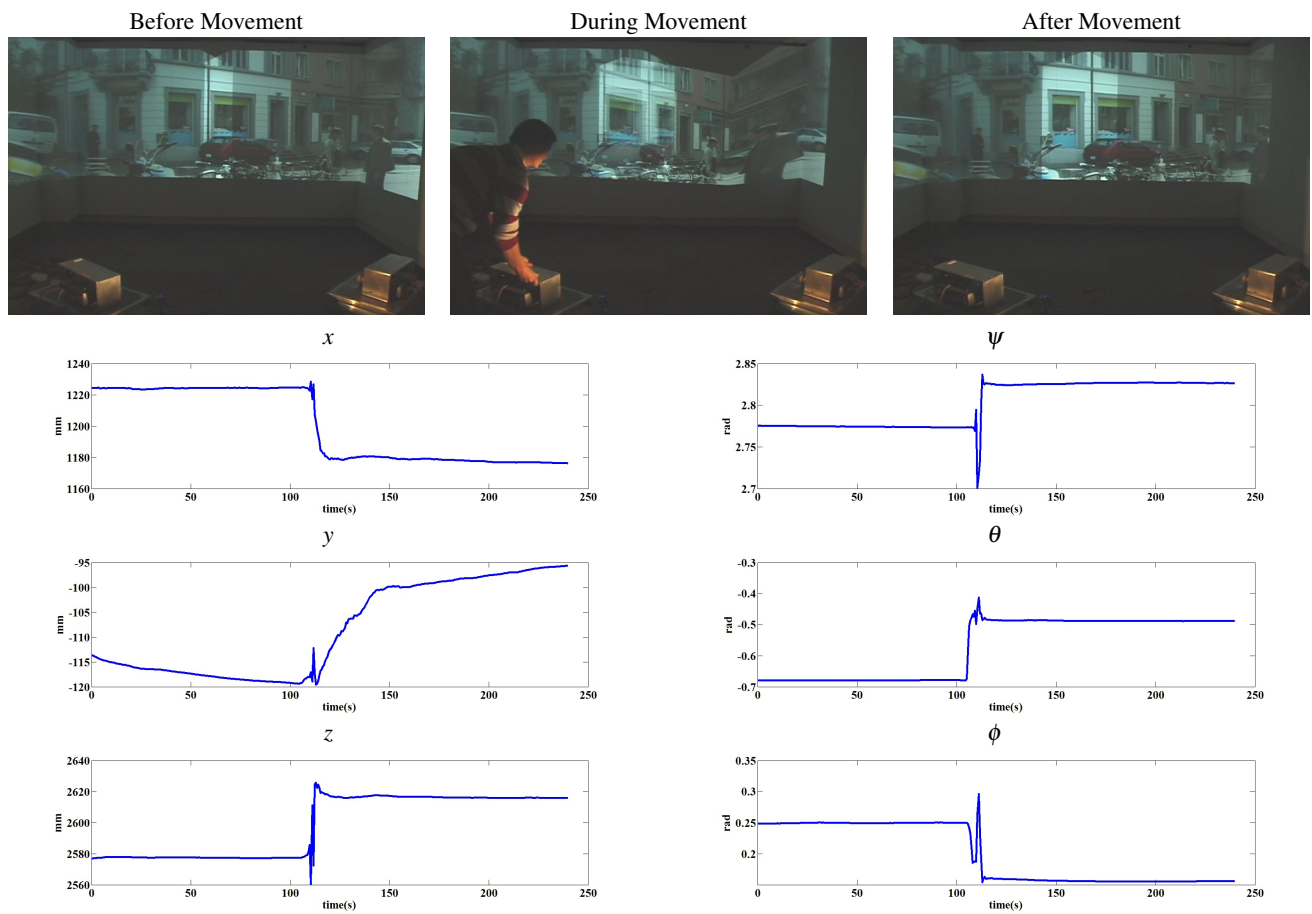 Before Movement During Movement After Movement
x
1240
1220
1200
1180
1160
mm
0 50 100 150 200 250
time(s)
ψ
2.85
2.8
2.75
2.7
rad
0 50 100 150 200 250
time(s)
y
-95
-100
-105
-110
-115
-120
mm
0 50 100 150 200 250
time(s)
θ
-0.3
-0.4
-0.5
-0.6
-0.7
rad
0 50 100 150 200 250
time(s)
z
2640
2620
2600
2580
2560
mm
0 50 100 150 200 250
time(s)
ϕ
0.35
0.3
0.25
0.2
rad
0 50 100 150 200 250
time(s)